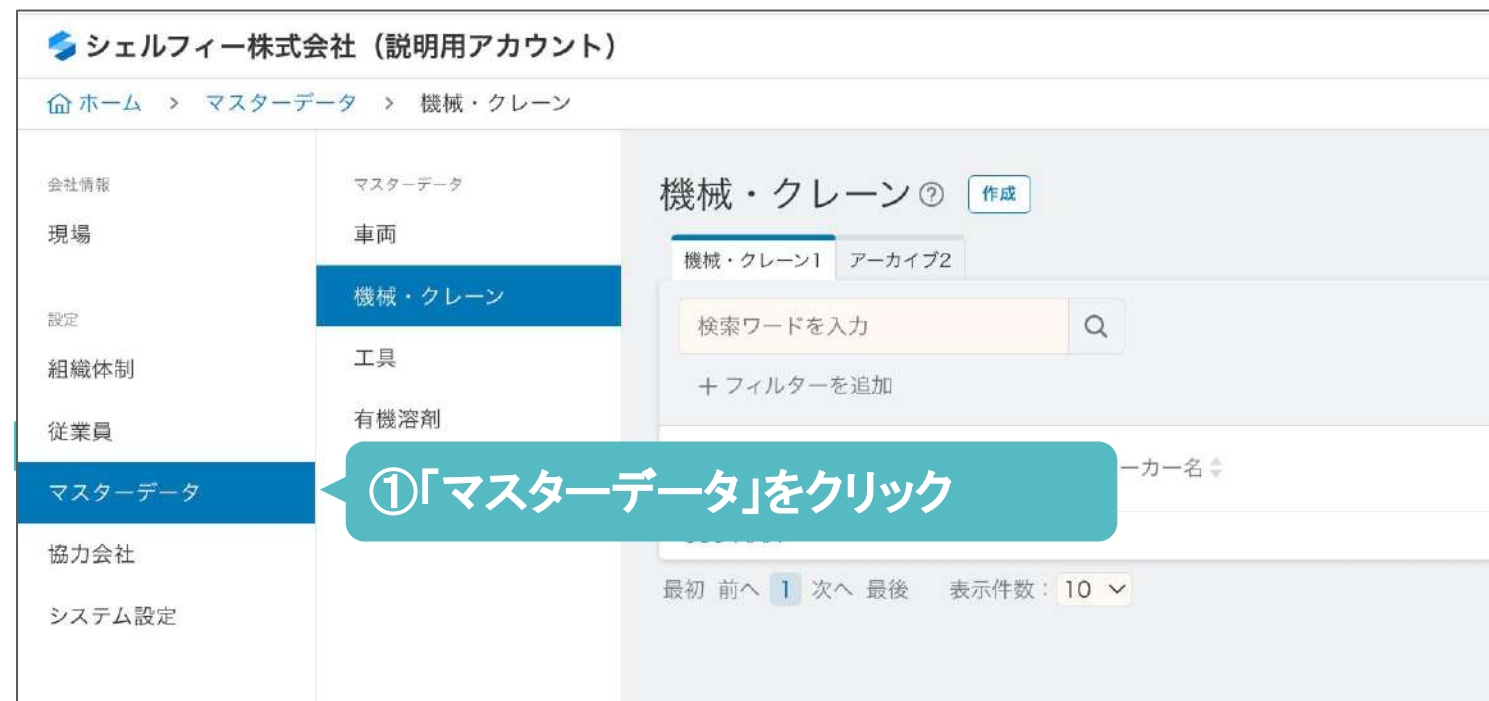 シェルフィー株式会社（説明用アカウント）
ホーム > マスターデータ > 機械・クレーン
会社情報
現場
設定
組織体制
従業員
マスターデータ
協力会社
システム設定
マスターデータ
車両
機械・クレーン
工具
有機溶剤
機械・クレーン? 作成
機械・クレーン1 アーカイブ2
検索ワードを入力
+ フィルターを追加
ーカー名
①「マスターデータ」をクリック
最初 前へ 1 次へ 最後 表示件数: 10